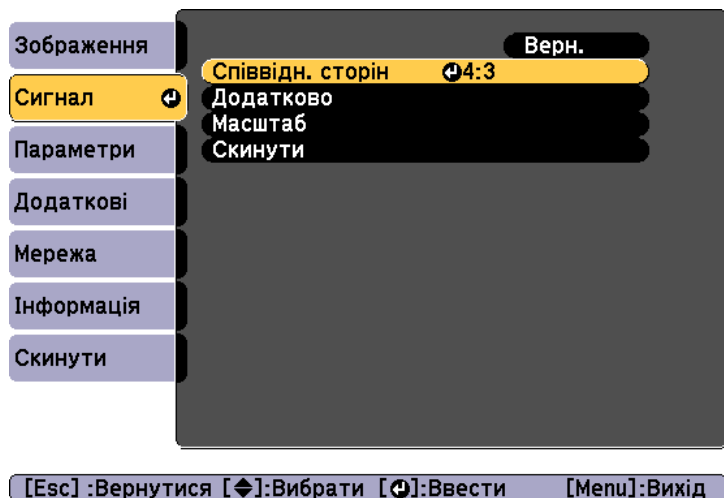 Зображення
Сигнал
Параметри
Додаткові
Мережа
Інформація
Скинути
Верн.
Співвідн. сторін 4:3
Додатково
Масштаб
Скинути
[Esc] :Вернутися [◆]:Вибрати [⏎]:Ввести [Menu]:Вихід